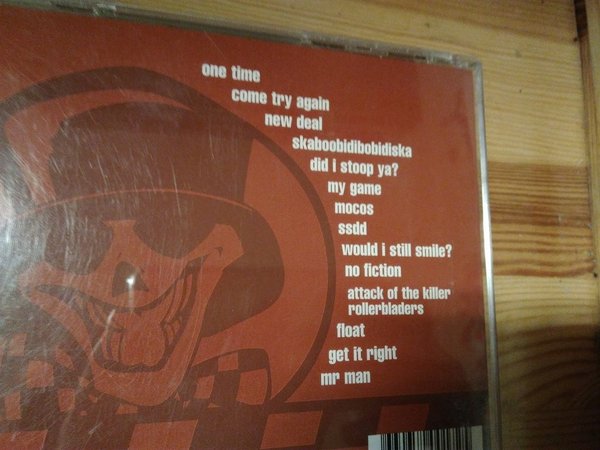 one time
come try again
new deal
skaboobidibobidiska
did i stoop ya?
my game
mocos
ssdd
would i still smile?
no fiction
attack of the killer
rollerbladers
float
get it right
mr man